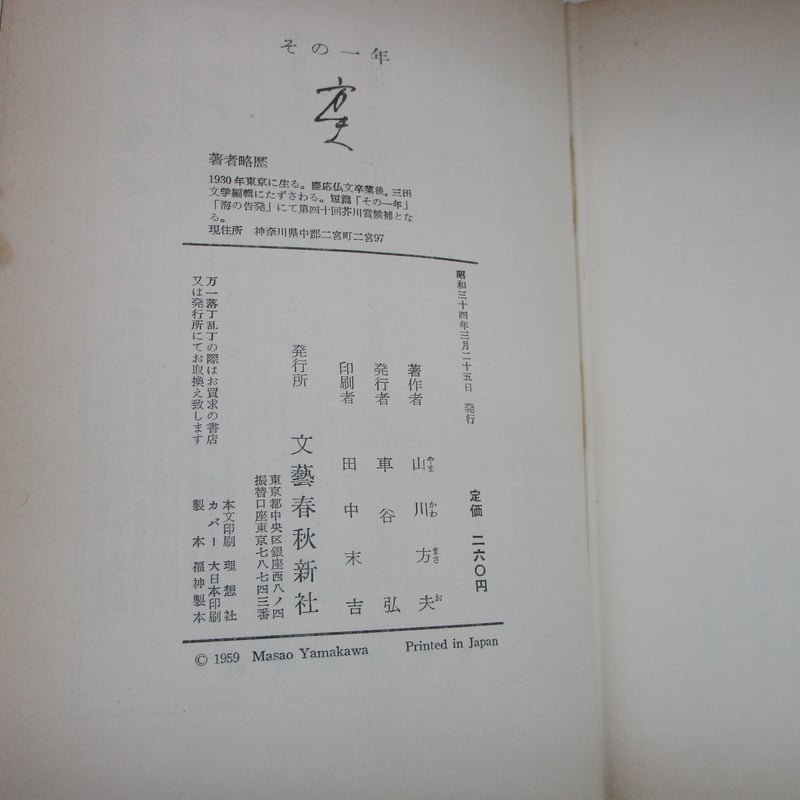 その一年
方夫
著者略歴
1930年東京に生る。慶応仏文卒業後、三田
文学編輯にたずさわる。短篇「その一年」
「海の告発」にて第四十回芥川賞候補とな
る。
現住所 神奈川県中郡二宮町二宮97
昭和三十四年三月二十五日 発行
定価 二六〇円
著作者 山川方夫
やま かわ まさ お
発行者 車谷弘
印刷者 田中末吉
発行所 文藝春秋新社
東京都中央区銀座西八ノ四
振替口座東京七八七四三番
本文印刷 理想社
カバー 大日本印刷
製本 福神製本
万一落丁乱丁の際はお買求の書店
又は発行所にてお取換え致します
© 1959 Masao Yamakawa Printed in Japan